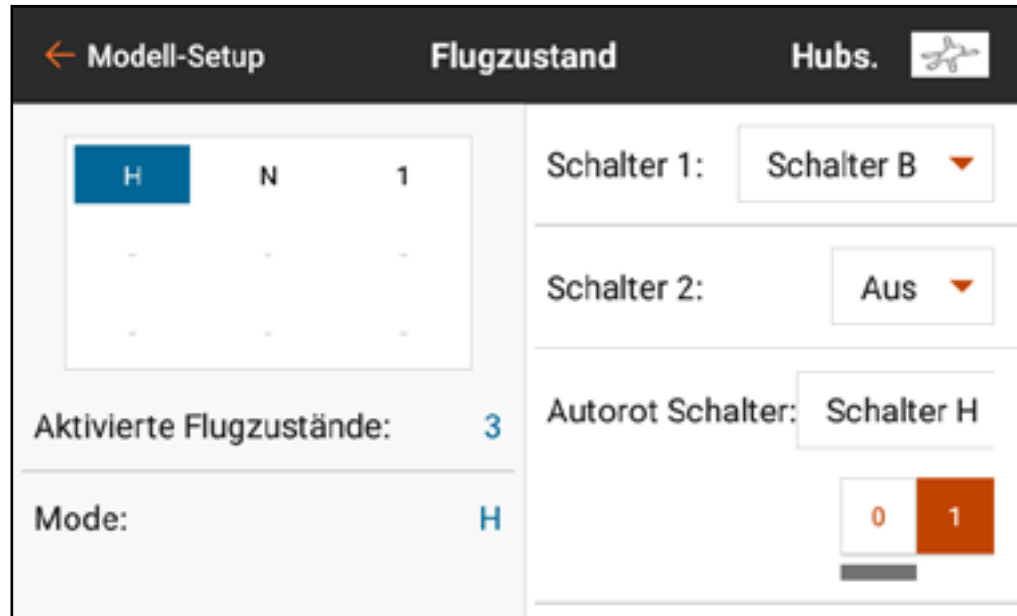 ← Modell-Setup Flugzustand Hubs.
H N 1
- - -
- - -
Aktivierte Flugzustände: 3
Mode: H
Schalter 1: Schalter B
Schalter 2: Aus
Autorot Schalter: Schalter H
0 1